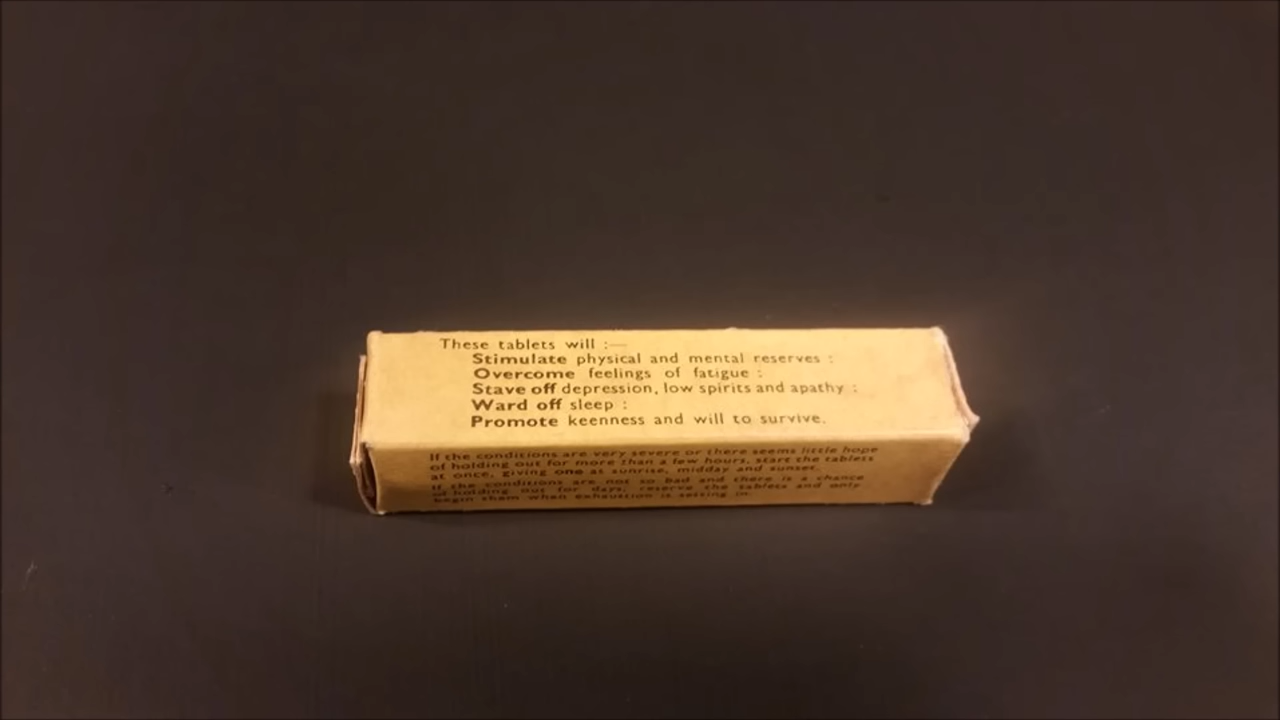 These tablets will :—
Stimulate physical and mental reserves :
Overcome feelings of fatigue :
Stave off depression, low spirits and apathy :
Ward off sleep :
Promote keenness and will to survive.
If the conditions are very severe or there seems little hope
of holding out for more than a few hours, start the tablets
at once, giving one as sunrise, midday and sunset.
If the conditions are not so bad and there is a chance
of holding out for days, reserve the tablets and only
begin them when exhaustion is setting in.